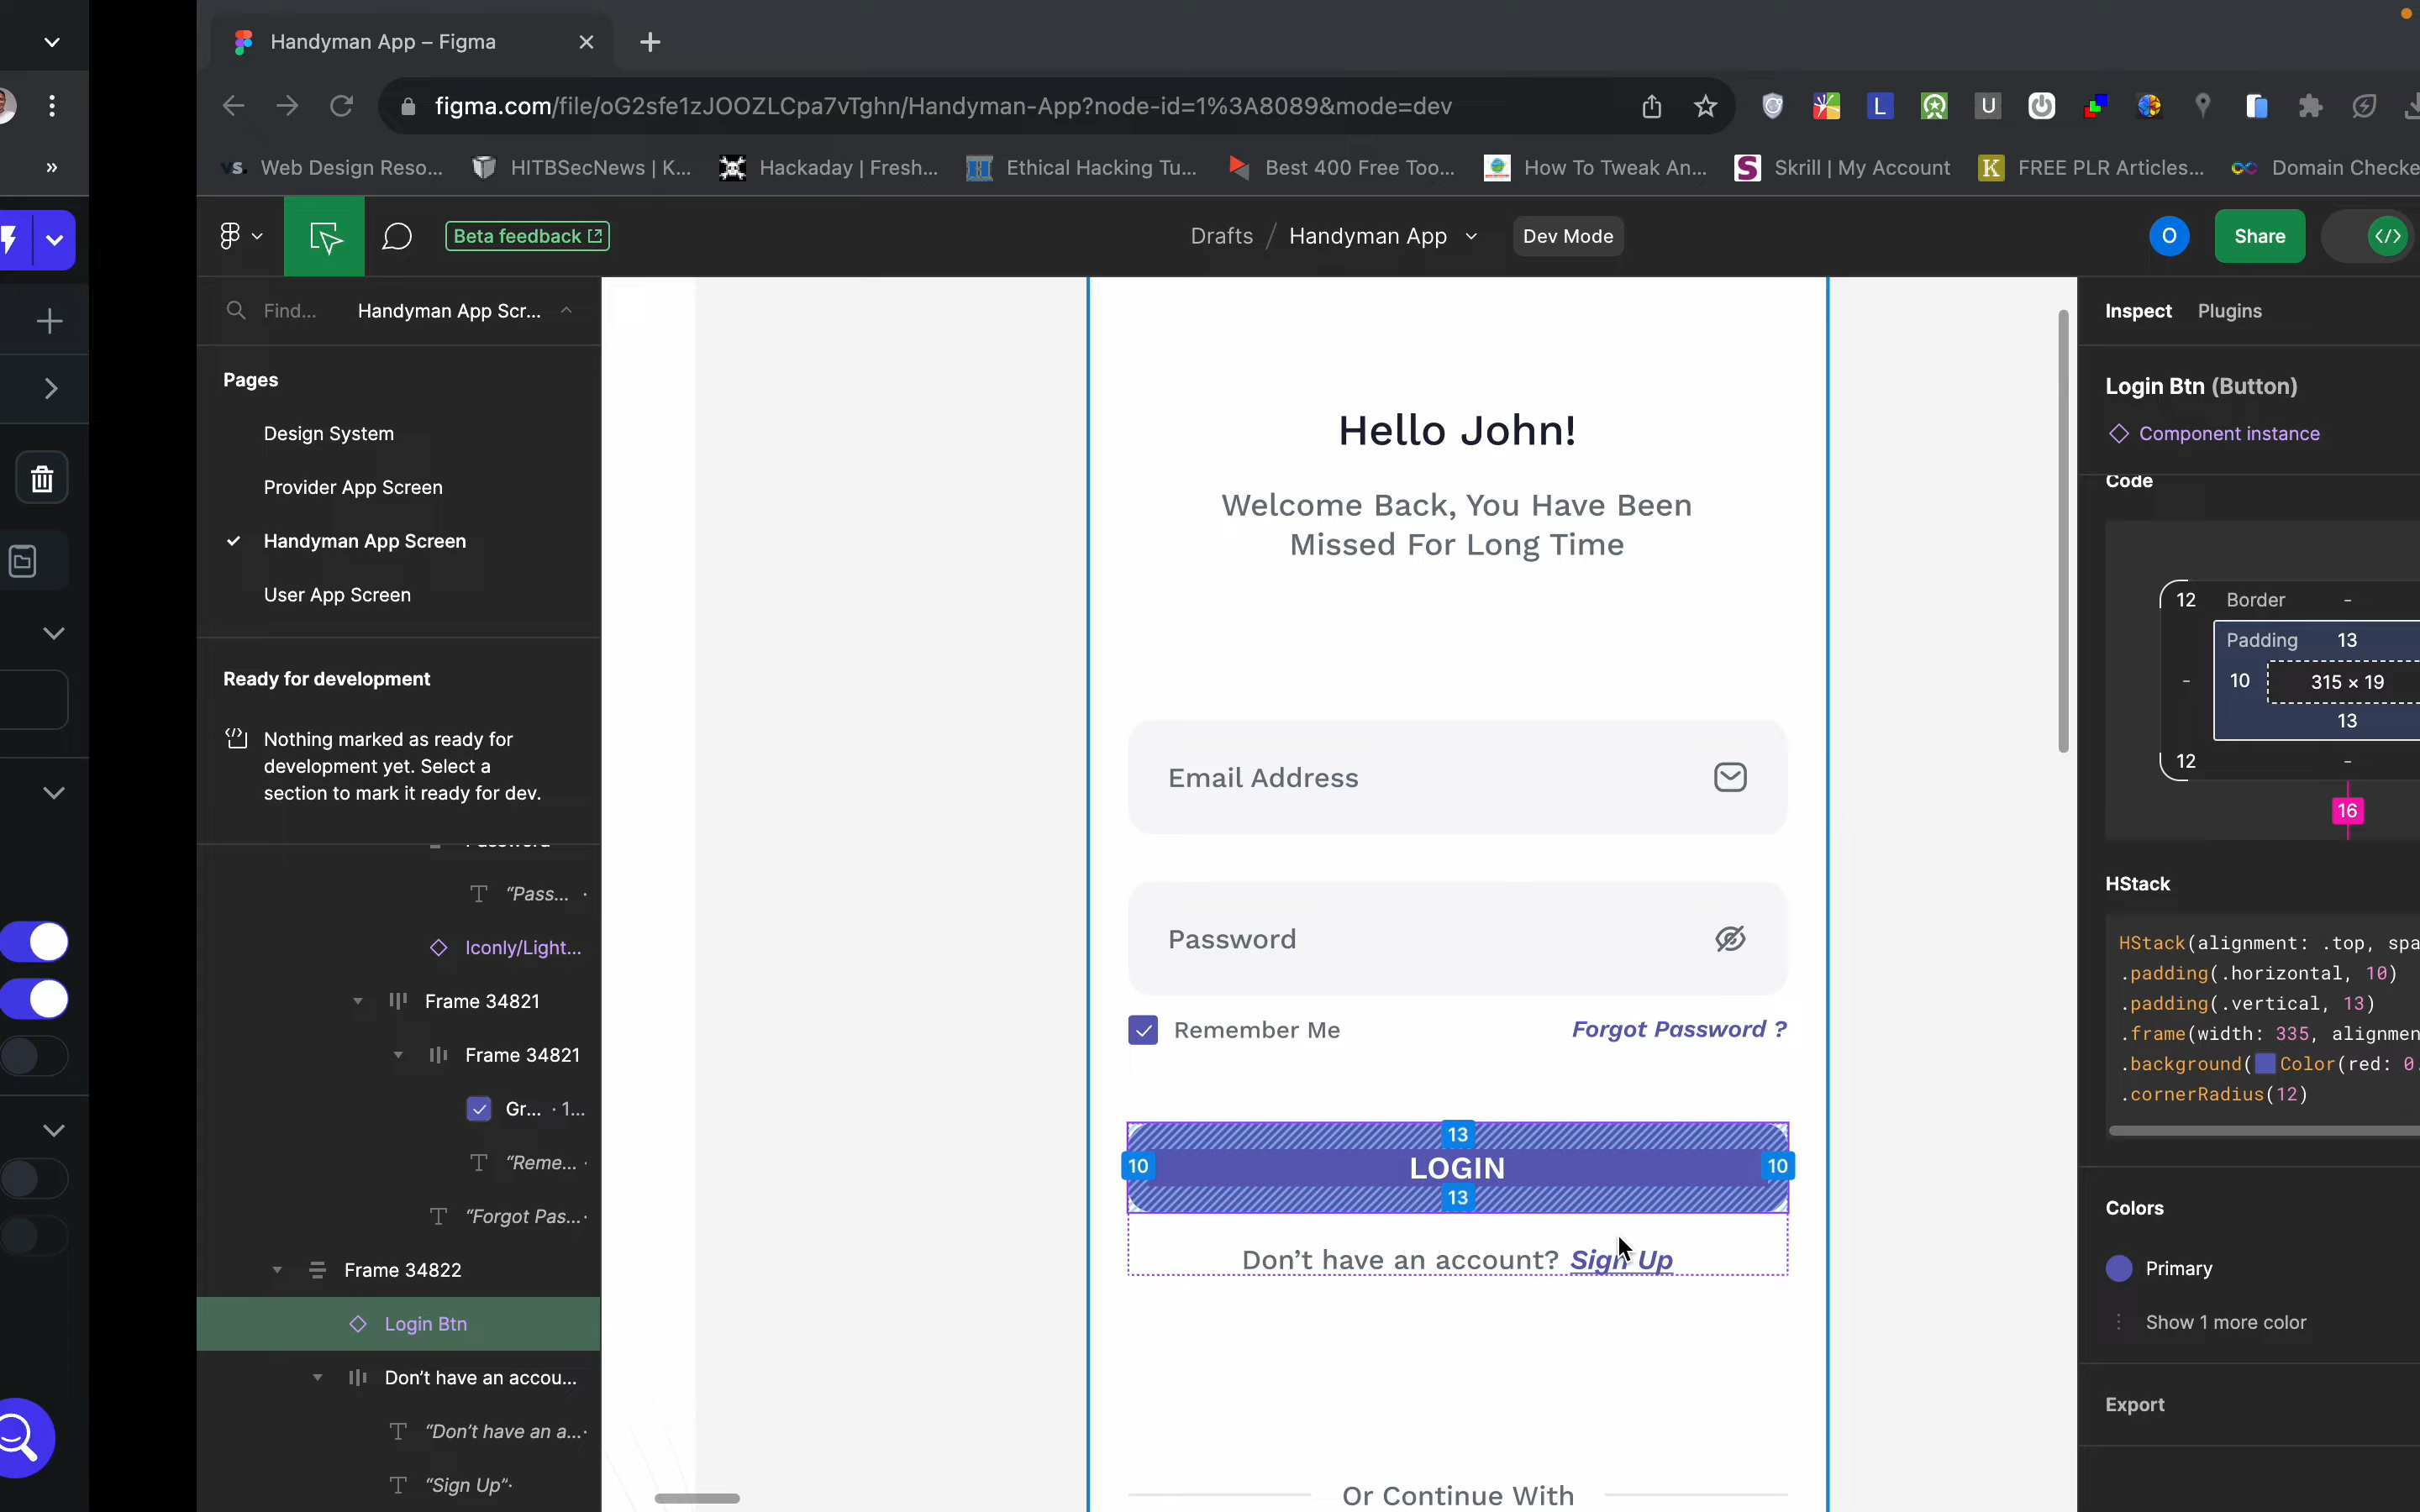 Handyman App – Figma
figma.com/file/oG2sfe1zJOOZLCpa7vTghn/Handyman-App?node-id=1%3A8089&mode=dev
Web Design Reso...
HITBSecNews | K...
Hackaday | Fresh...
Ethical Hacking Tu...
Best 400 Free Too...
How To Tweak An...
Skrill | My Account
FREE PLR Articles...
Domain Checke
Beta feedback
Drafts / Handyman App
Dev Mode
O
Share
Find...
Handyman App Scr...
Pages
Design System
Provider App Screen
Handyman App Screen
User App Screen
Ready for development
Nothing marked as ready for
development yet. Select a
section to mark it ready for dev.
Password
“Pass...
Iconly/Light...
Frame 34821
Frame 34821
Gr... · 1...
“Reme...
“Forgot Pas...
Frame 34822
Login Btn
Don't have an accou...
“Don't have an a...
“Sign Up”
Hello John!
Welcome Back, You Have Been
Missed For Long Time
Email Address
Password
Remember Me
Forgot Password ?
13
10
LOGIN
10
13
Don’t have an account? Sign Up
Or Continue With
Inspect
Plugins
Login Btn (Button)
Component instance
Code
12
Border
-
Padding
13
-
10
315 × 19
13
12
-
16
HStack
HStack(alignment: .top, spa
.padding(.horizontal, 10)
.padding(.vertical, 13)
.frame(width: 335, alignmen
.background(Color(red: 0.
.cornerRadius(12)
Colors
Primary
Show 1 more color
Export